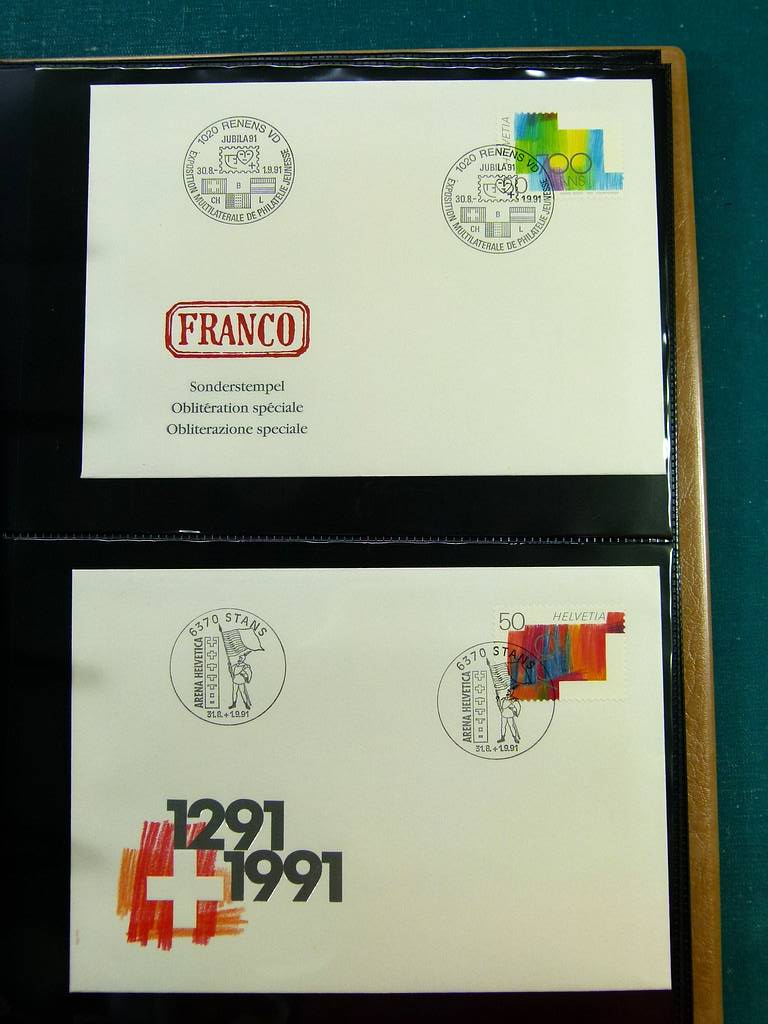 1020 RENENS VD
JUBILA 91
30.8.- 1.9.91
B
CH L
EXPOSITION MULTILATERALE DE PHILATELIE JEUNESSE
HELVETIA
700
ANS
50
1020 RENENS VD
JUBILA 91
30.8.- 1.9.91
B
CH L
EXPOSITION MULTILATERALE DE PHILATELIE JEUNESSE
FRANCO
Sonderstempel
Oblitération spéciale
Obliterazione speciale
6370 STANS
ARENA HELVETICA
31.8.+1.9.91
50 HELVETIA
6370 STANS
ARENA HELVETICA
31.8.+1.9.91
1291
1991